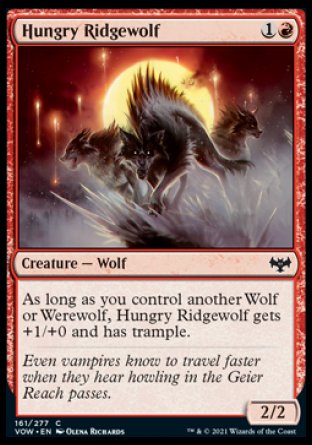 Hungry Ridgewolf 1
Creature — Wolf
As long as you control another Wolf
or Werewolf, Hungry Ridgewolf gets
+1/+0 and has trample.
Even vampires know to travel faster
when they hear howling in the Geier
Reach passes.
2/2
161/277 C
VOW • EN Olena Richards
™ & © 2021 Wizards of the Coast